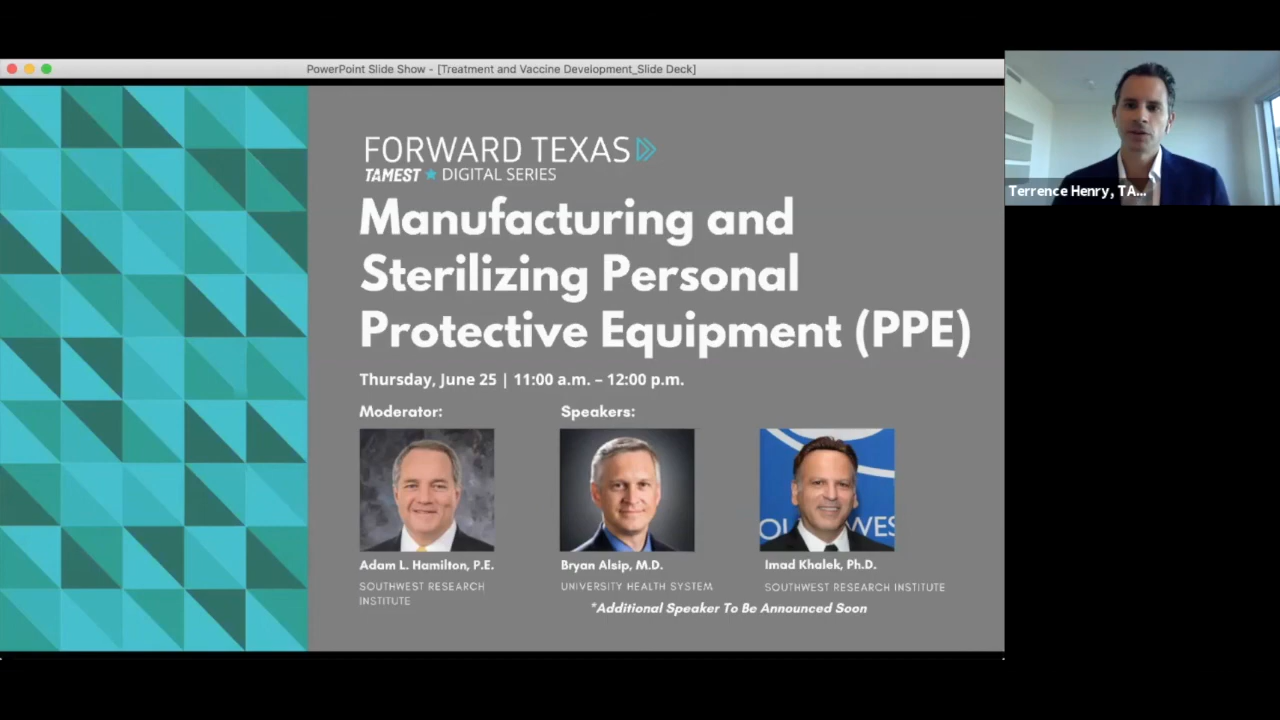 PowerPoint Slide Show - [Treatment and Vaccine Development_Slide Deck]
FORWARD TEXAS
TAMEST DIGITAL SERIES
Manufacturing and
Sterilizing Personal
Protective Equipment (PPE)
Thursday, June 25 | 11:00 a.m. – 12:00 p.m.
Moderator:
Speakers:
Adam L. Hamilton, P.E.
SOUTHWEST RESEARCH
INSTITUTE
Bryan Alsip, M.D.
UNIVERSITY HEALTH SYSTEM
Imad Khalek, Ph.D.
SOUTHWEST RESEARCH INSTITUTE
*Additional Speaker To Be Announced Soon
Terrence Henry, TA...